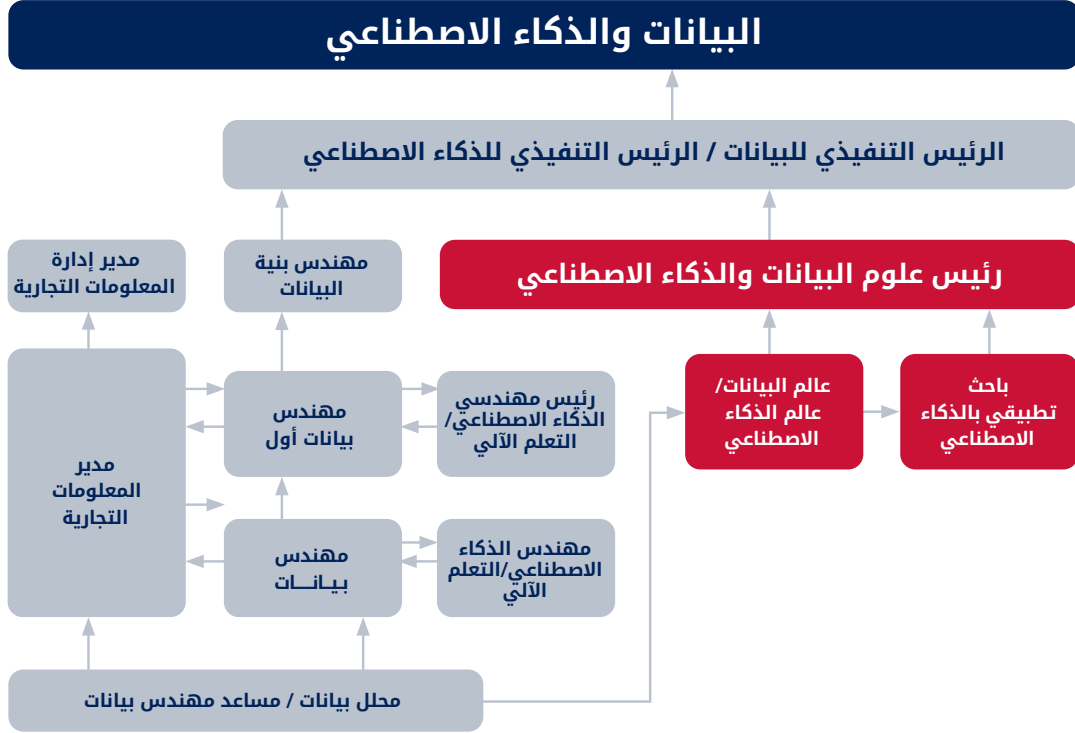 البيانات والذكاء الاصطناعي
الرئيس التنفيذي للبيانات / الرئيس التنفيذي للذكاء الاصطناعي
رئيس علوم البيانات والذكاء الاصطناعي
مهندس بنية
البيانات
مدير إدارة
المعلومات التجارية
باحث
تطبيقي بالذكاء
الاصطناعي
عالم البيانات/
عالم الذكاء
الاصطناعي
رئيس مهندسي
الذكاء الاصطناعي/
التعلم الآلي
مهندس
بيانات أول
مدير
المعلومات
التجارية
مهندس الذكاء
الاصطناعي/التعلم
الآلي
مهندس
بيـانــــات
محلل بيانات / مساعد مهندس بيانات